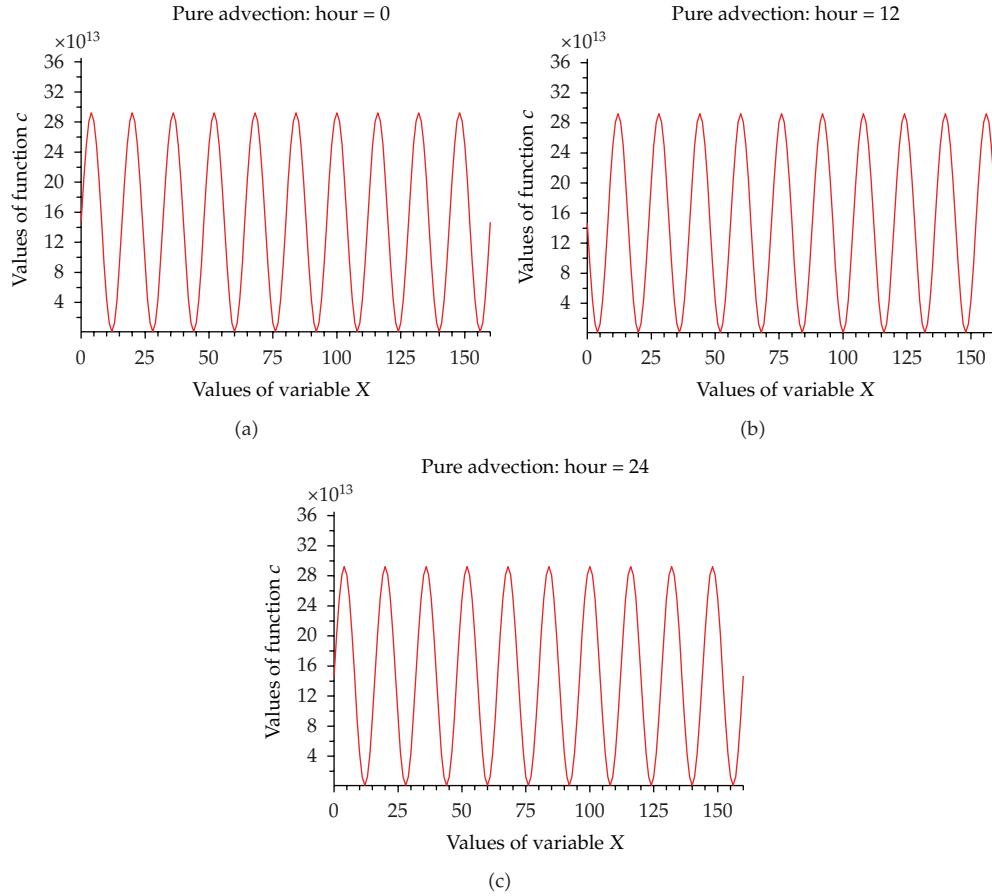 Pure advection: hour = 0
×10¹³
36
32
28
24
20
16
12
8
4
Values of function c
0 25 50 75 100 125 150
Values of variable X
(a)
Pure advection: hour = 12
×10¹³
36
32
28
24
20
16
12
8
4
Values of function c
0 25 50 75 100 125 150
Values of variable X
(b)
Pure advection: hour = 24
×10¹³
36
32
28
24
20
16
12
8
4
Values of function c
0 25 50 75 100 125 150
Values of variable X
(c)